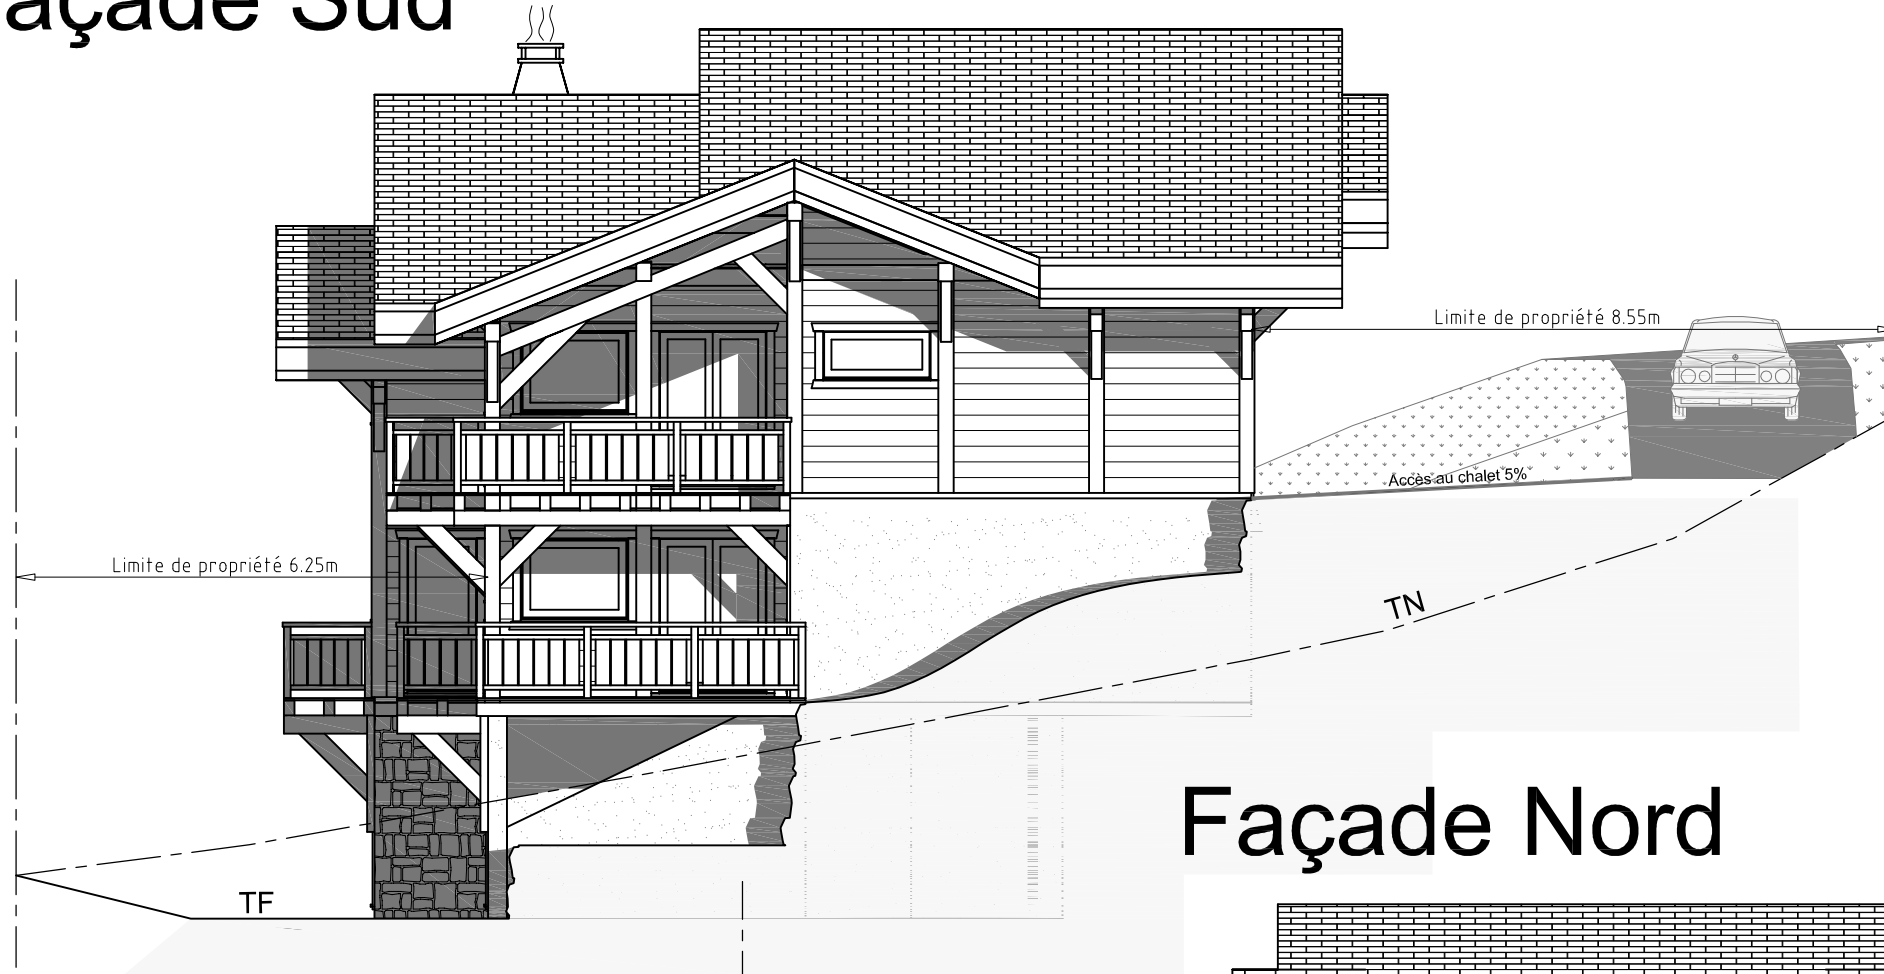 açade Sud
Limite de propriété 8.55m
Accès au chalet 5%
Limite de propriété 6.25m
TN
Façade Nord
TF